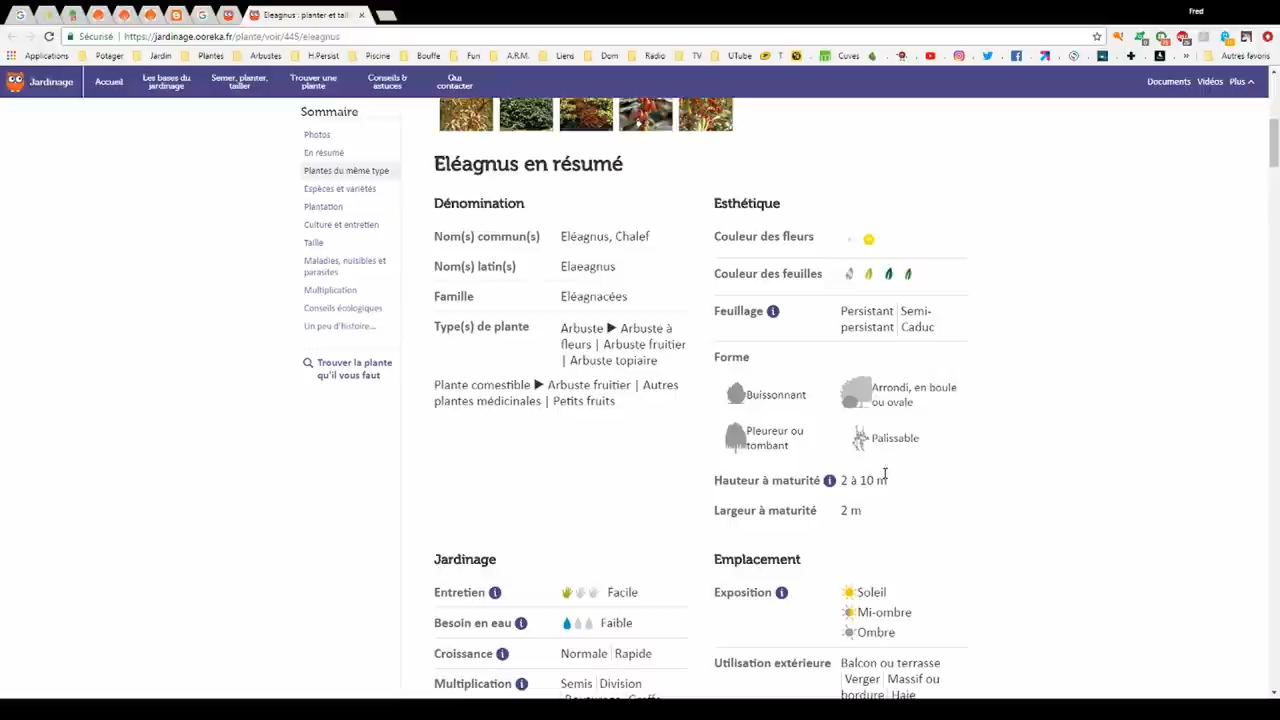 Fred
Eleagnus : planter et tail
Sécurisé | https://jardinage.ooreka.fr/plante/voir/445/eleagnus
Applications Potager Jardin Plantes Arbustes H.Persist Piscine Bouffe Fun A.R.M. Liens Dom Radio TV UTube Cuves Autres favoris
Jardinage Accueil Les bases du jardinage Semer, planter, tailler Trouver une plante Conseils & astuces Qui contacter Documents Vidéos Plus
Sommaire
Photos
En résumé
Plantes du même type
Espèces et variétés
Plantation
Culture et entretien
Taille
Maladies, nuisibles et
parasites
Multiplication
Conseils écologiques
Un peu d'histoire...
Trouver la plante
qu'il vous faut
Eléagnus en résumé
Dénomination
Nom(s) commun(s) Eléagnus, Chalef
Nom(s) latin(s) Elaeagnus
Famille Eléagnacées
Type(s) de plante Arbuste ► Arbuste à
fleurs | Arbuste fruitier
| Arbuste topiaire
Plante comestible ► Arbuste fruitier | Autres
plantes médicinales | Petits fruits
Esthétique
Couleur des fleurs
Couleur des feuilles
Feuillage Persistant | Semi-
persistant | Caduc
Forme
Buissonnant Arrondi, en boule
ou ovale
Pleureur ou
tombant
Palissable
Hauteur à maturité 2 à 10 m
Largeur à maturité 2 m
Jardinage
Entretien Facile
Besoin en eau Faible
Croissance Normale | Rapide
Multiplication Semis | Division
Emplacement
Exposition Soleil
Mi-ombre
Ombre
Utilisation extérieure Balcon ou terrasse
| Verger | Massif ou
bordure | Haie